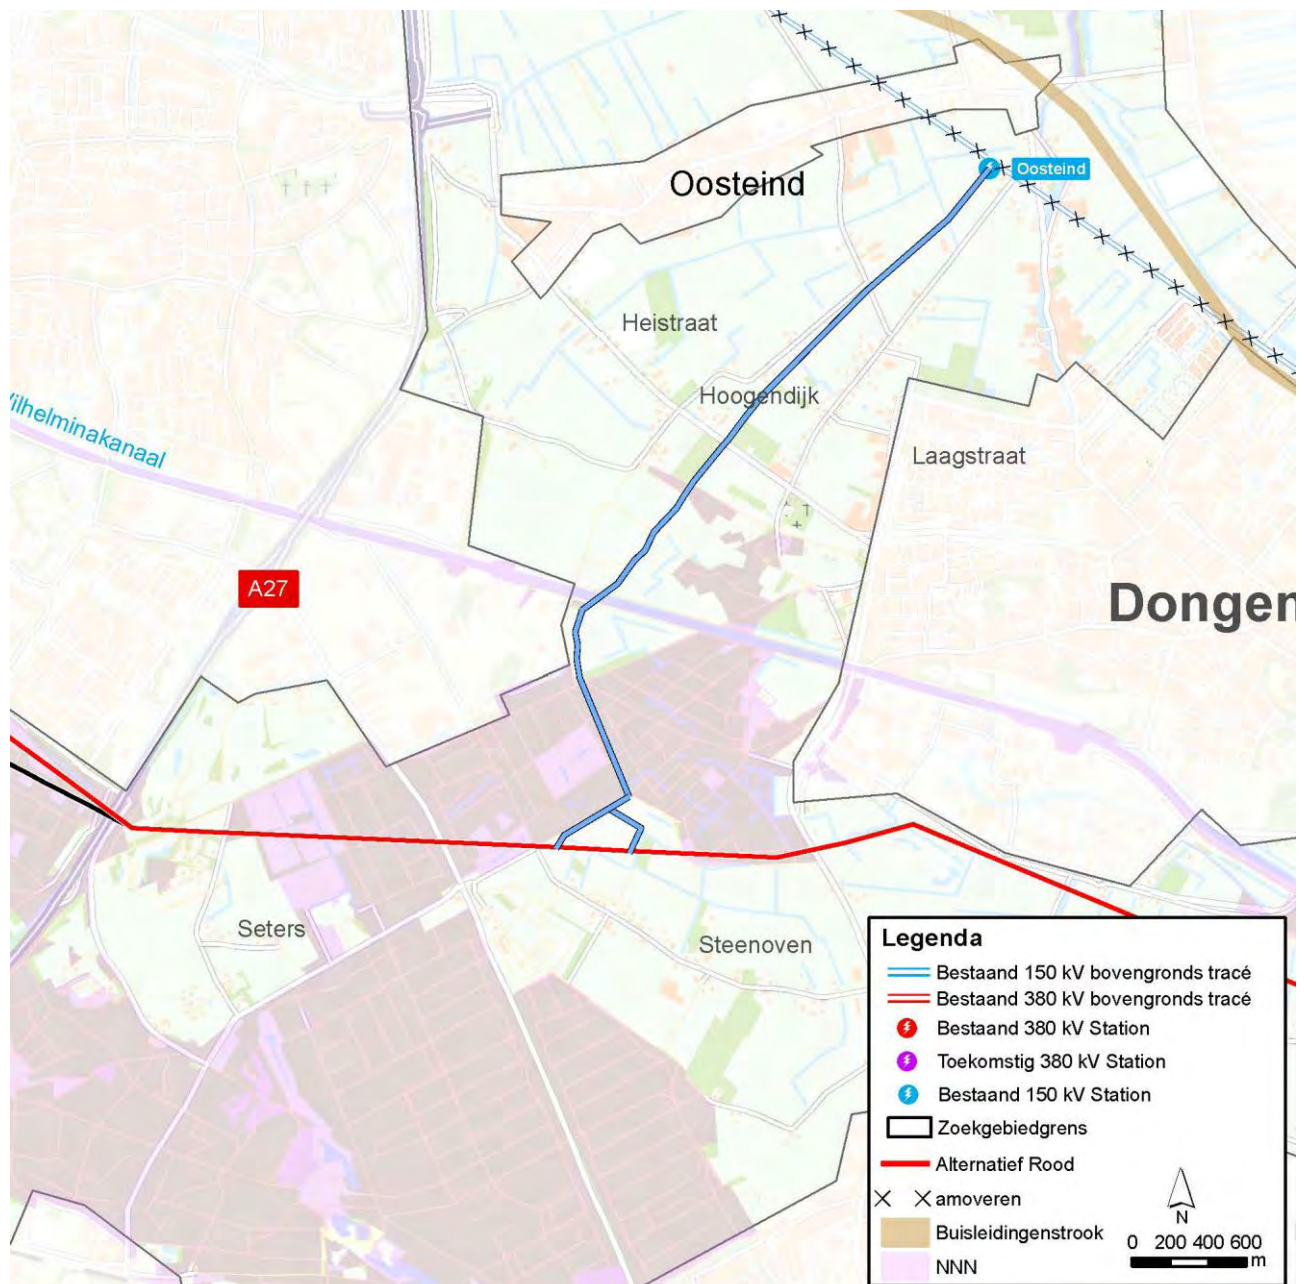 Oosteind
Oosteind
Heistraat
Hoogendijk
Laagstraat
Wilhelminakanaal
A27
Dongen
Seters
Steenoven
Legenda
Bestaand 150 kV bovengronds tracé
Bestaand 380 kV bovengronds tracé
Bestaand 380 kV Station
Toekomstig 380 kV Station
Bestaand 150 kV Station
Zoekgebiedgrens
Alternatief Rood
amoveren
Buisleidingenstrook
NNN
N
0 200 400 600
m